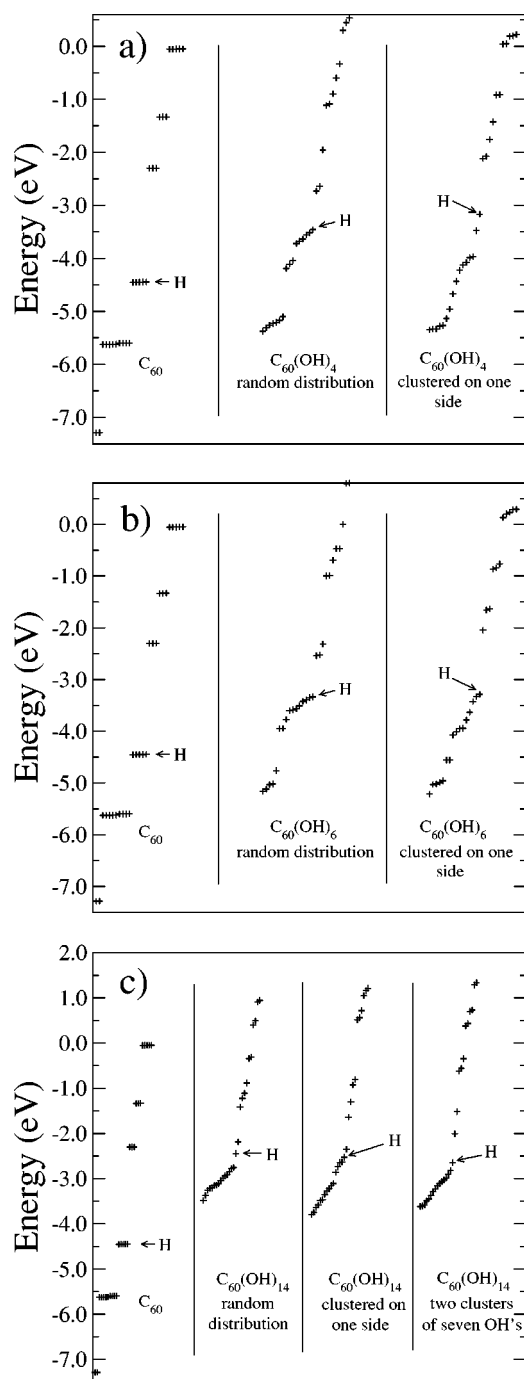 a)
0.0
-1.0
-2.0
-3.0
-4.0
-5.0
-6.0
-7.0
Energy (eV)
H
H
H
C60
C60(OH)4
random distribution
C60(OH)4
clustered on one
side
b)
0.0
-1.0
-2.0
-3.0
-4.0
-5.0
-6.0
-7.0
Energy (eV)
H
H
H
C60
C60(OH)6
random distribution
C60(OH)6
clustered on one
side
c)
2.0
1.0
0.0
-1.0
-2.0
-3.0
-4.0
-5.0
-6.0
-7.0
Energy (eV)
H
H
H
H
C60
C60(OH)14
random
distribution
C60(OH)14
clustered on
one side
C60(OH)14
two clusters
of seven OH's